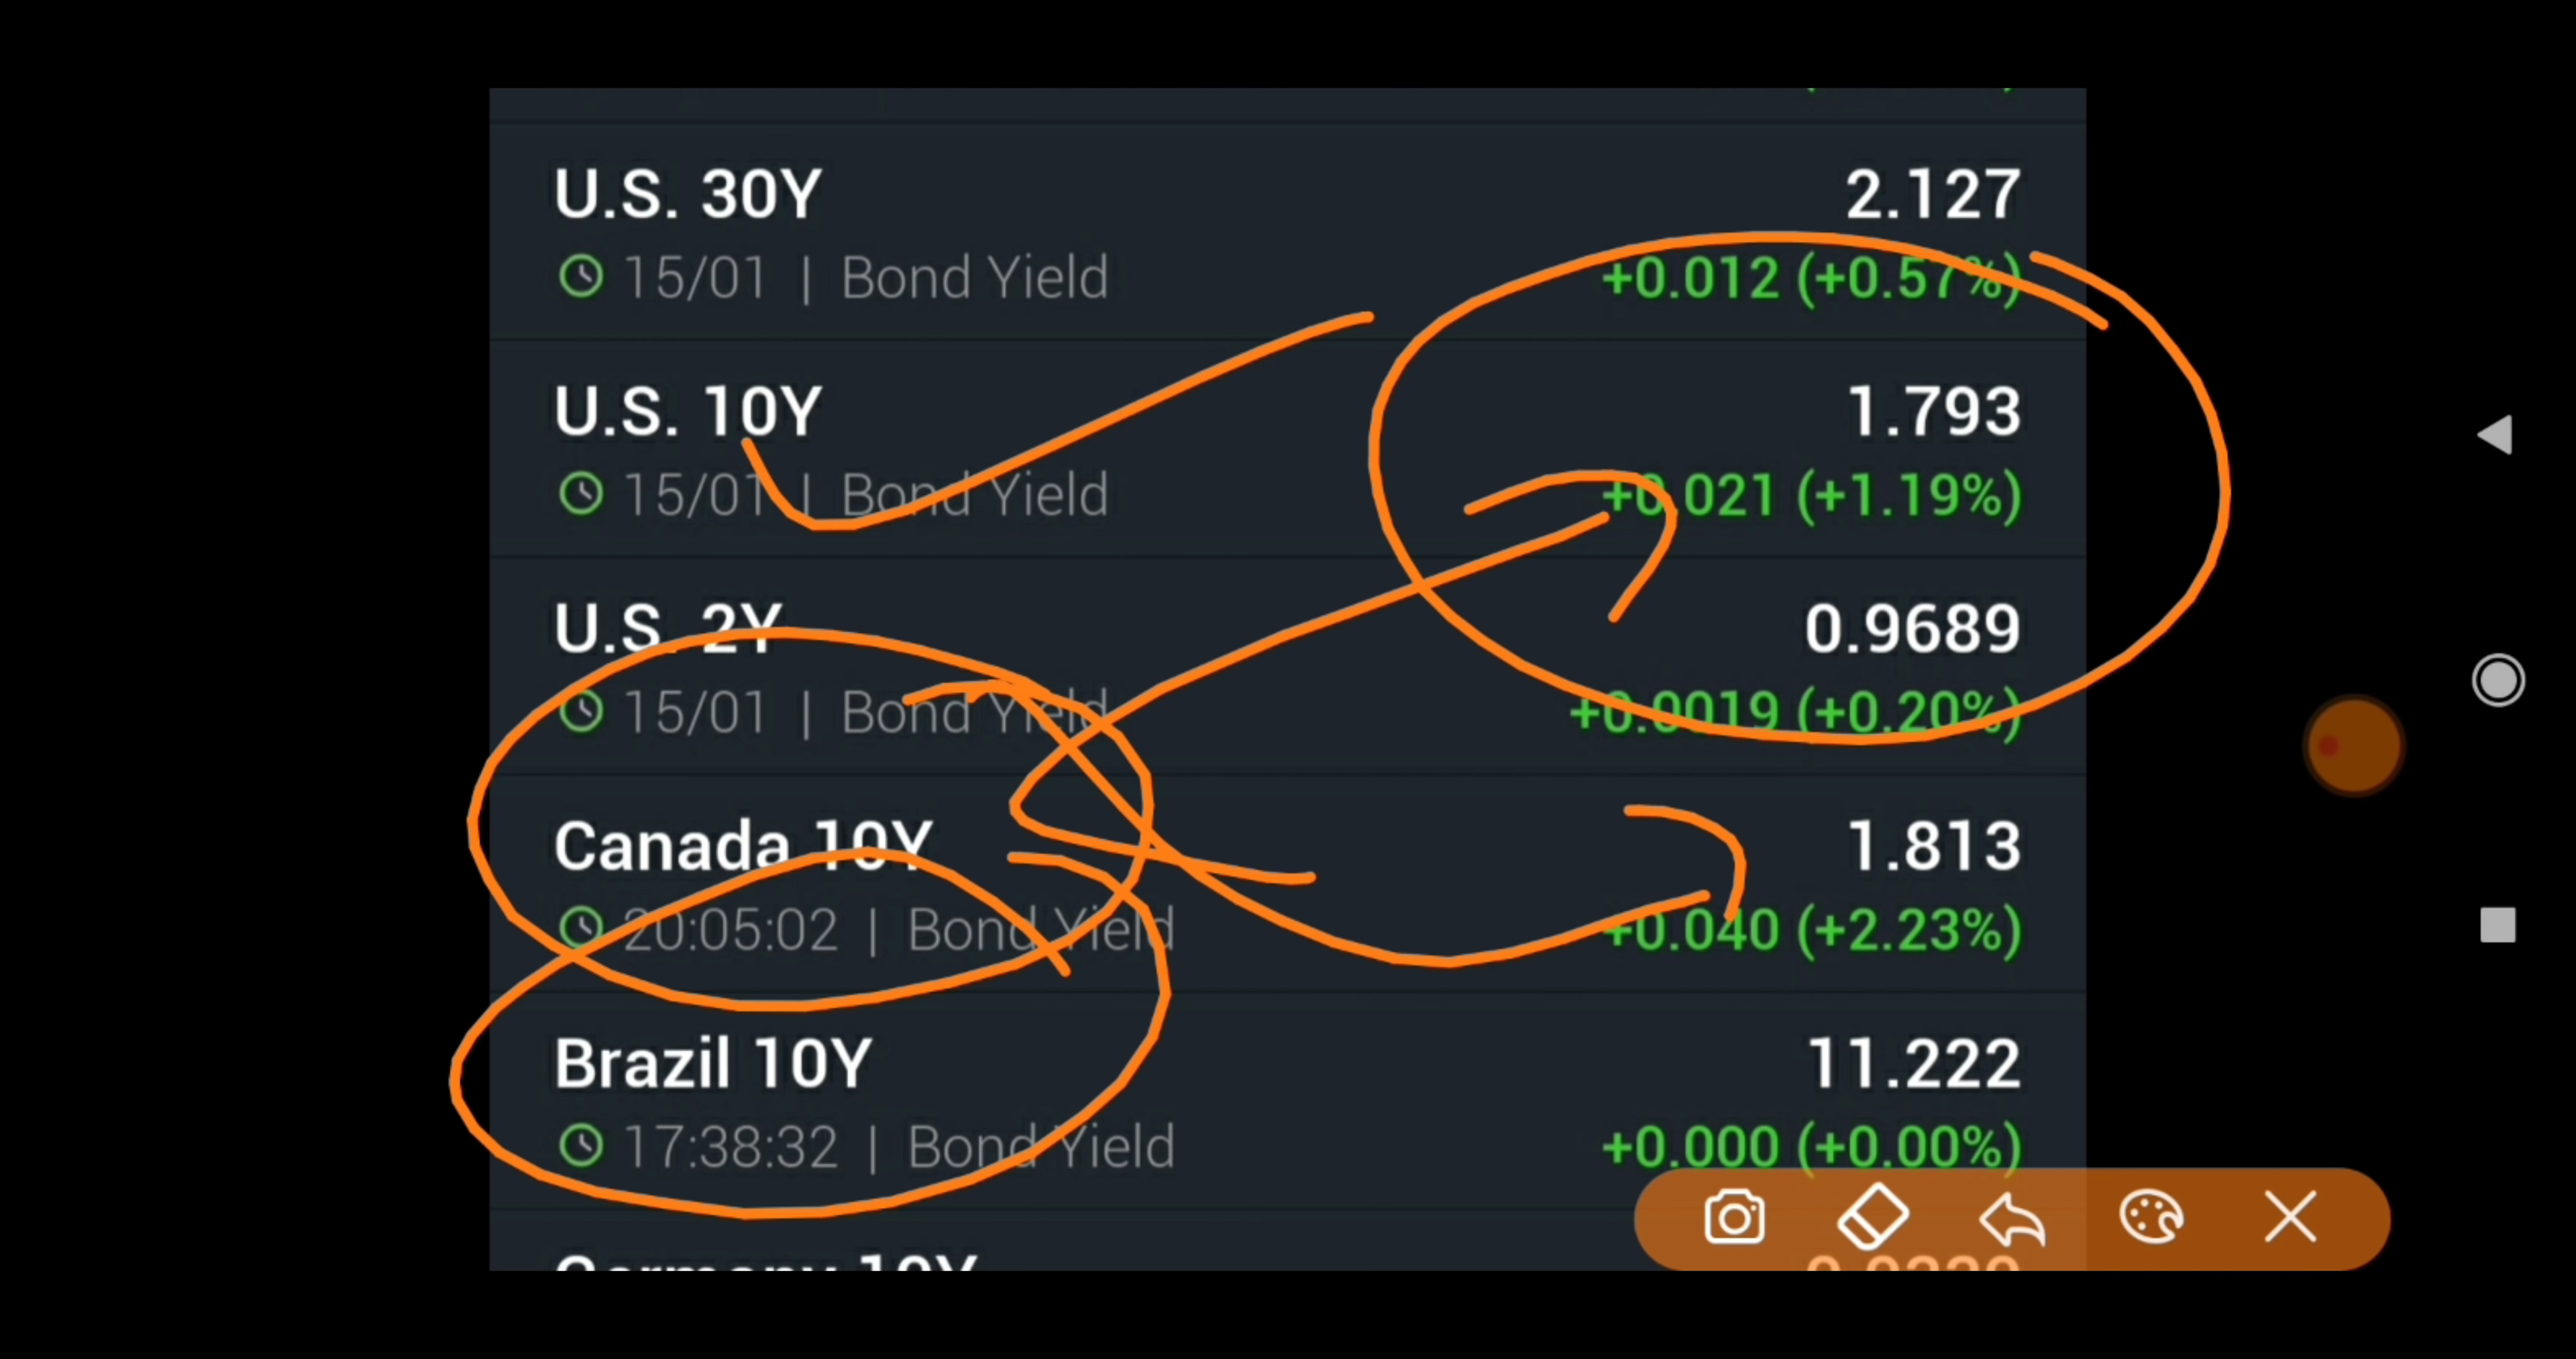 U.S. 30Y 2.127
15/01 | Bond Yield +0.012 (+0.57%)
U.S. 10Y 1.793
15/01 | Bond Yield +0.021 (+1.19%)
U.S. 2Y 0.9689
15/01 | Bond Yield +0.0019 (+0.20%)
Canada 10Y 1.813
20:05:02 | Bond Yield +0.040 (+2.23%)
Brazil 10Y 11.222
17:38:32 | Bond Yield +0.000 (+0.00%)
Germany 10Y